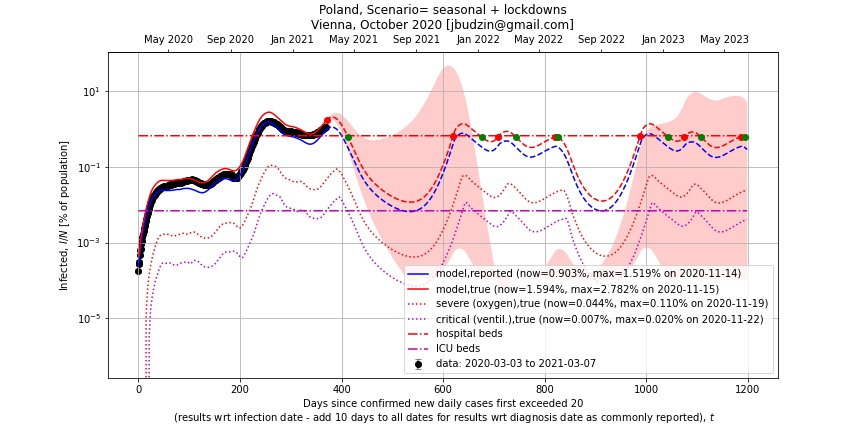 Poland, Scenario= seasonal + lockdowns
Vienna, October 2020 [jbudzin@gmail.com]
May 2020 Sep 2020 Jan 2021 May 2021 Sep 2021 Jan 2022 May 2022 Sep 2022 Jan 2023 May 2023
Infected, I/N [% of population]
10¹
10⁻¹
10⁻³
10⁻⁵
model,reported (now=0.903%, max=1.519% on 2020-11-14)
model,true (now=1.594%, max=2.782% on 2020-11-15)
severe (oxygen),true (now=0.044%, max=0.110% on 2020-11-19)
critical (ventil.),true (now=0.007%, max=0.020% on 2020-11-22)
hospital beds
ICU beds
data: 2020-03-03 to 2021-03-07
0 200 400 600 800 1000 1200
Days since confirmed new daily cases first exceeded 20
(results wrt infection date - add 10 days to all dates for results wrt diagnosis date as commonly reported), t